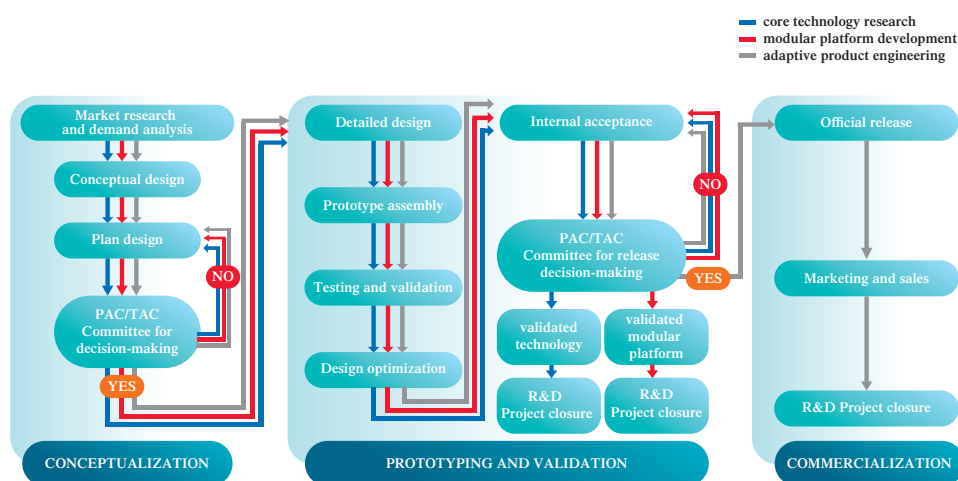 core technology research
modular platform development
adaptive product engineering
Market research
and demand analysis
Conceptual design
Plan design
NO
PAC/TAC
Committee for
decision-making
YES
CONCEPTUALIZATION
Detailed design
Prototype assembly
Testing and validation
Design optimization
Internal acceptance
NO
PAC/TAC
Committee for release
decision-making
YES
validated
technology
validated
modular
platform
R&D
Project closure
R&D
Project closure
PROTOTYPING AND VALIDATION
Official release
Marketing and sales
R&D Project closure
COMMERCIALIZATION